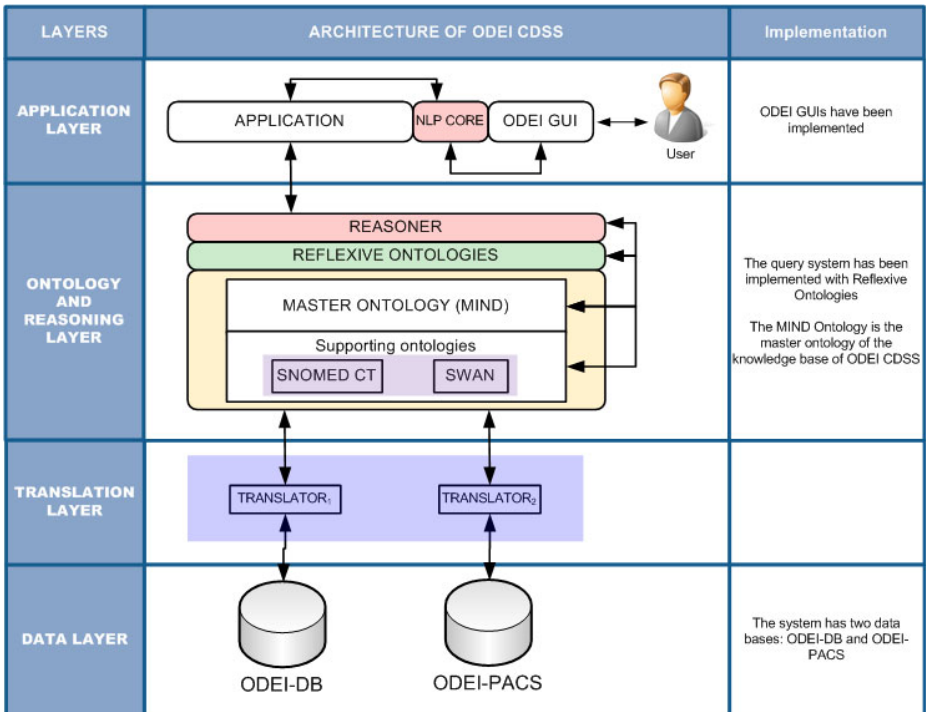 LAYERS
ARCHITECTURE OF ODEI CDSS
Implementation
APPLICATION
LAYER
APPLICATION
NLP CORE
ODEI GUI
User
ODEI GUIs have been
implemented
ONTOLOGY
AND
REASONING
LAYER
REASONER
REFLEXIVE ONTOLOGIES
MASTER ONTOLOGY (MIND)
Supporting ontologies
SNOMED CT
SWAN
The query system has been
implemented with Reflexive
Ontologies
The MIND Ontology is the
master ontology of the
knowledge base of ODEI CDSS
TRANSLATION
LAYER
TRANSLATOR₁
TRANSLATOR₂
DATA LAYER
ODEI-DB
ODEI-PACS
The system has two data
bases: ODEI-DB and ODEI-
PACS